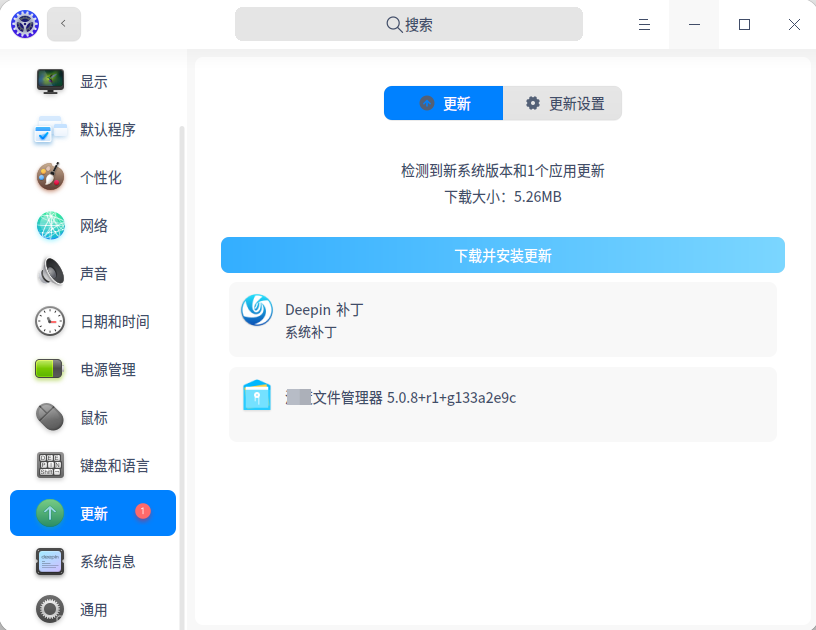 搜索
显示
默认程序
个性化
网络
声音
日期和时间
电源管理
鼠标
键盘和语言
更新 1
系统信息
通用
更新
更新设置
检测到新系统版本和1个应用更新
下载大小：5.26MB
下载并安装更新
Deepin 补丁
系统补丁
文件管理器 5.0.8+r1+g133a2e9c